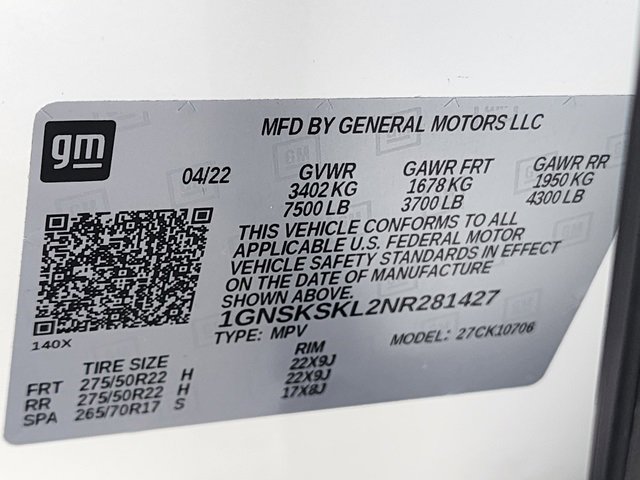 gm
MFD BY GENERAL MOTORS LLC
04/22 GVWR GAWR FRT GAWR RR
3402 KG 1678 KG 1950 KG
7500 LB 3700 LB 4300 LB
THIS VEHICLE CONFORMS TO ALL
APPLICABLE U.S. FEDERAL MOTOR
VEHICLE SAFETY STANDARDS IN EFFECT
ON THE DATE OF MANUFACTURE
SHOWN ABOVE.
1GNSKSKL2NR281427
140X TYPE: MPV MODEL: 27CK10706
TIRE SIZE RIM
FRT 275/50R22 H 22X9J
RR 275/50R22 H 22X9J
SPA 265/70R17 S 17X8J